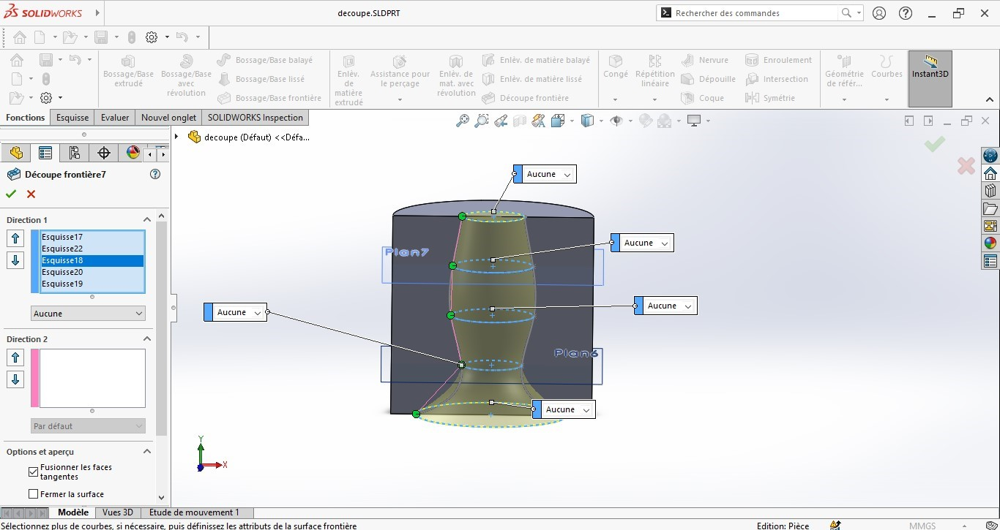 SOLIDWORKS
decoupe.SLDPRT
Rechercher des commandes
Bossage/Base extrudé
Bossage/Base avec révolution
Bossage/Base balayé
Bossage/Base lissé
Bossage/Base frontière
Enlèv. de matière extrudé
Assistance pour le perçage
Enlèv. de mat. avec révolution
Enlèv. de matière balayé
Enlèv. de matière lissé
Découpe frontière
Congé
Répétition linéaire
Nervure
Dépouille
Coque
Enroulement
Intersection
Symétrie
Géométrie de référ...
Courbes
Instant3D
Fonctions
Esquisse
Evaluer
Nouvel onglet
SOLIDWORKS Inspection
decoupe (Défaut) <<Défa...
Découpe frontière7
Direction 1
Esquisse17
Esquisse22
Esquisse18
Esquisse20
Esquisse19
Aucune
Direction 2
Par défaut
Options et aperçu
Fusionner les faces
tangentes
Fermer la surface
Aucune
Aucune
Plan7
Aucune
Aucune
Plan6
Aucune
Y
X
Modèle
Vues 3D
Etude de mouvement 1
Sélectionnez plus de courbes, si nécessaire, puis définissez les attributs de la surface frontière
Edition: Pièce
MMGS